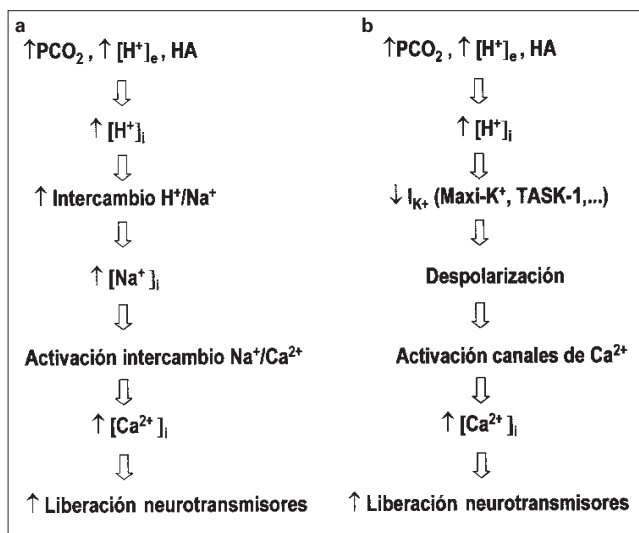 a
↑PCO₂, ↑ [H⁺]ₑ, HA
↑ [H⁺]ᵢ
↑ Intercambio H⁺/Na⁺
↑ [Na⁺]ᵢ
Activación intercambio Na⁺/Ca²⁺
↑ [Ca²⁺]ᵢ
↑ Liberación neurotransmisores
b
↑PCO₂, ↑ [H⁺]ₑ, HA
↑ [H⁺]ᵢ
↓ I_K+ (Maxi-K⁺, TASK-1,...)
Despolarización
Activación canales de Ca²⁺
↑ [Ca²⁺]ᵢ
↑ Liberación neurotransmisores